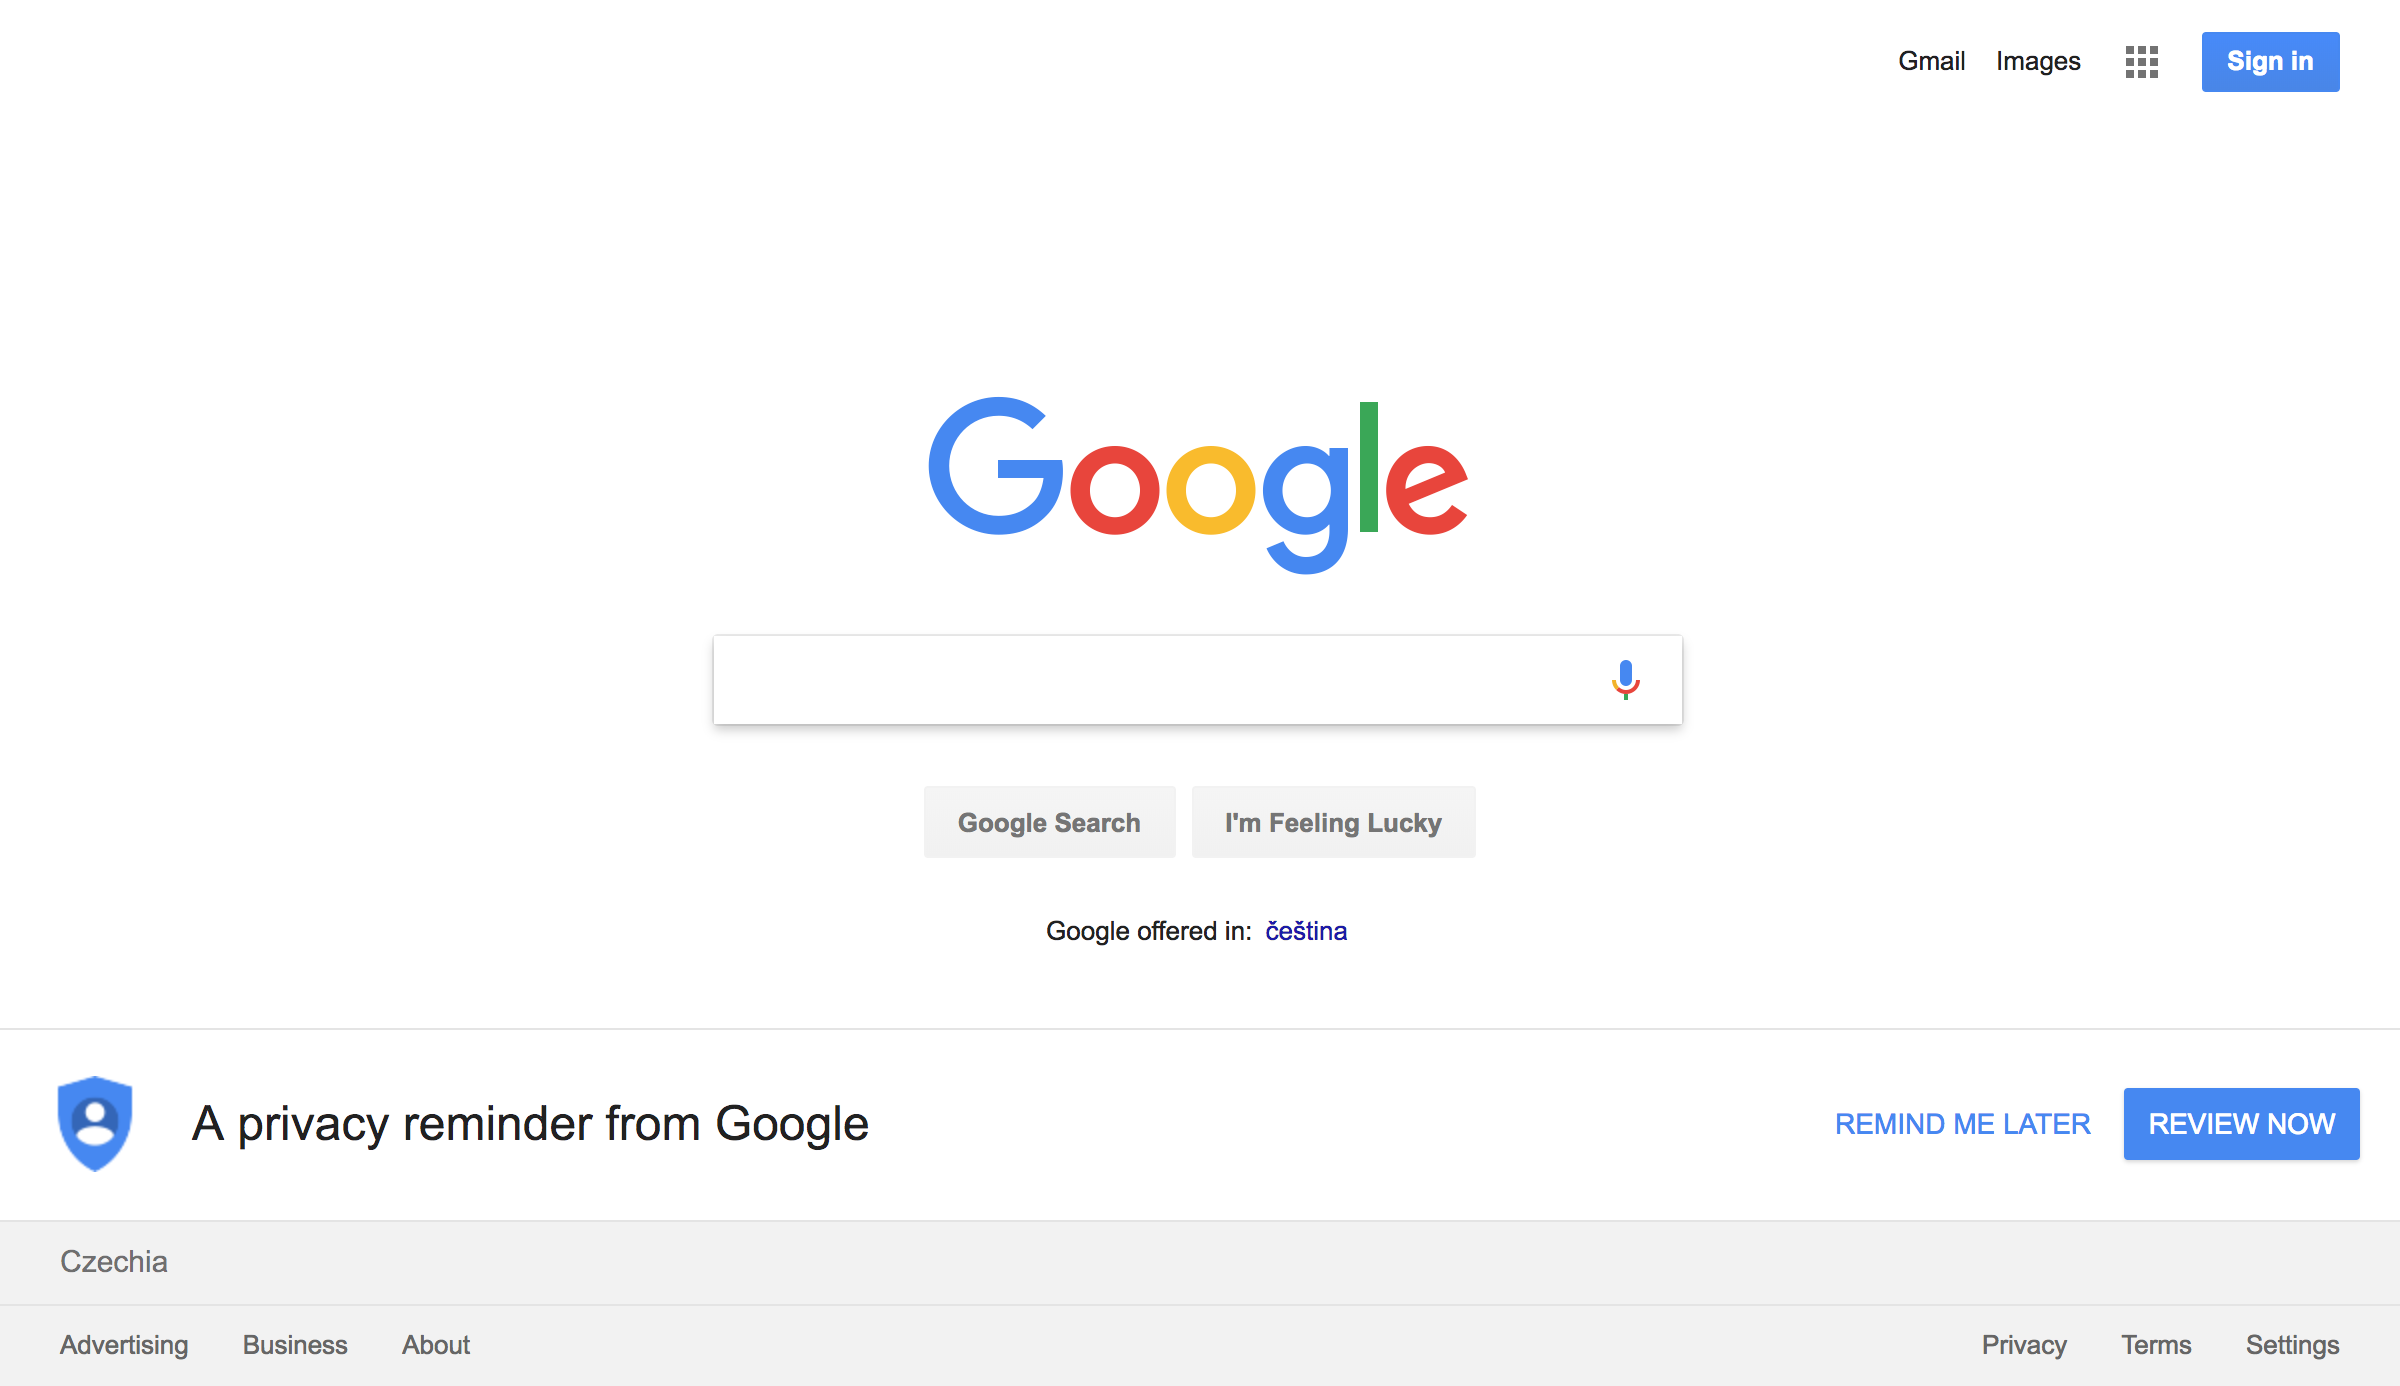 Gmail Images Sign in
Google
Google Search I'm Feeling Lucky
Google offered in: čeština
A privacy reminder from Google REMIND ME LATER REVIEW NOW
Czechia
Advertising Business About Privacy Terms Settings